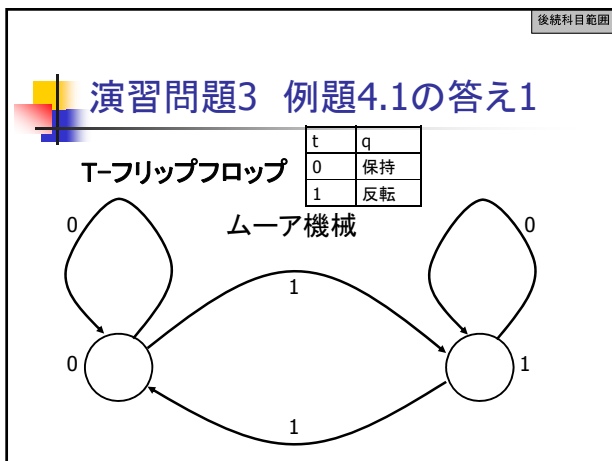 後続科目範囲
演習問題3 例題4.1の答え1
T-フリップフロップ
t q
0 保持
1 反転
ムーア機械
0 0
1
0 1
1